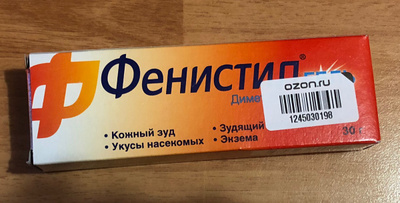 Фенистил®
ozon.ru
1245030198
• Кожный зуд
• Зудящий
• Укусы насекомых
• Экзема
30 г